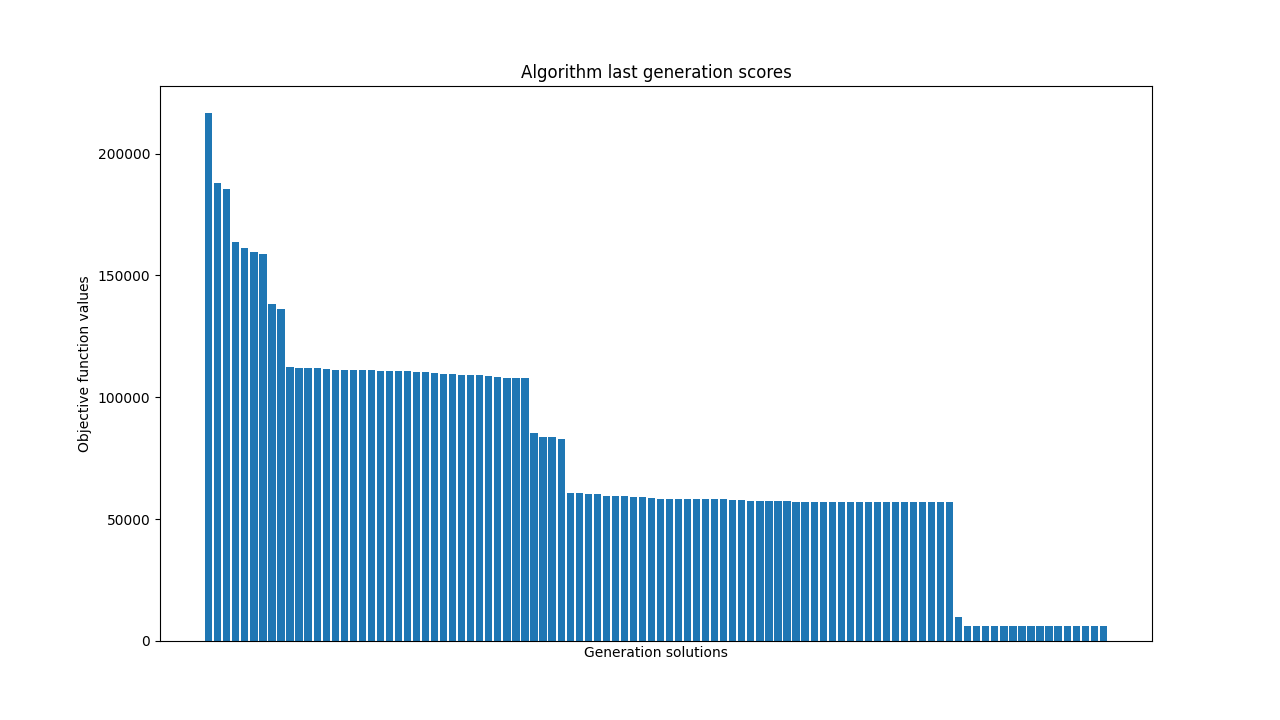 Algorithm last generation scores
200000
150000
100000
50000
0
Objective function values
Generation solutions